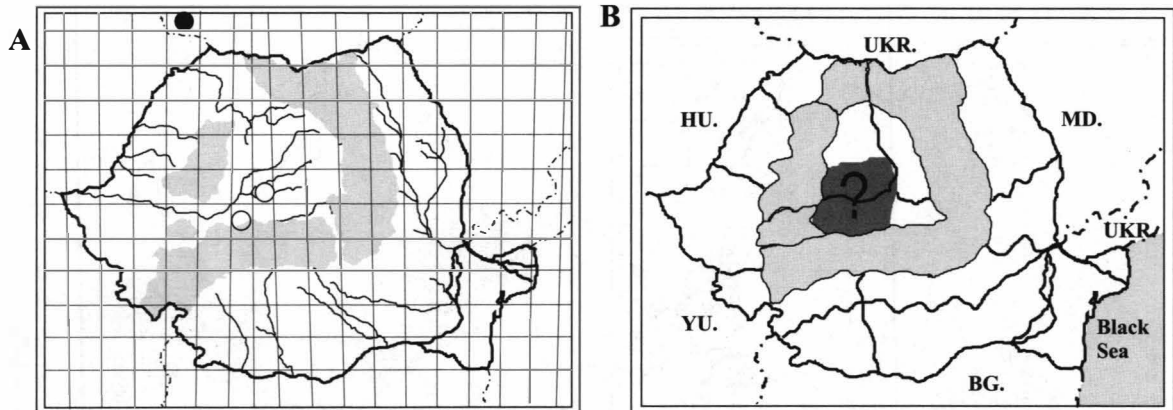 A
B
UKR.
HU.
MD.
?
UKR.
YU.
Black
Sea
BG.